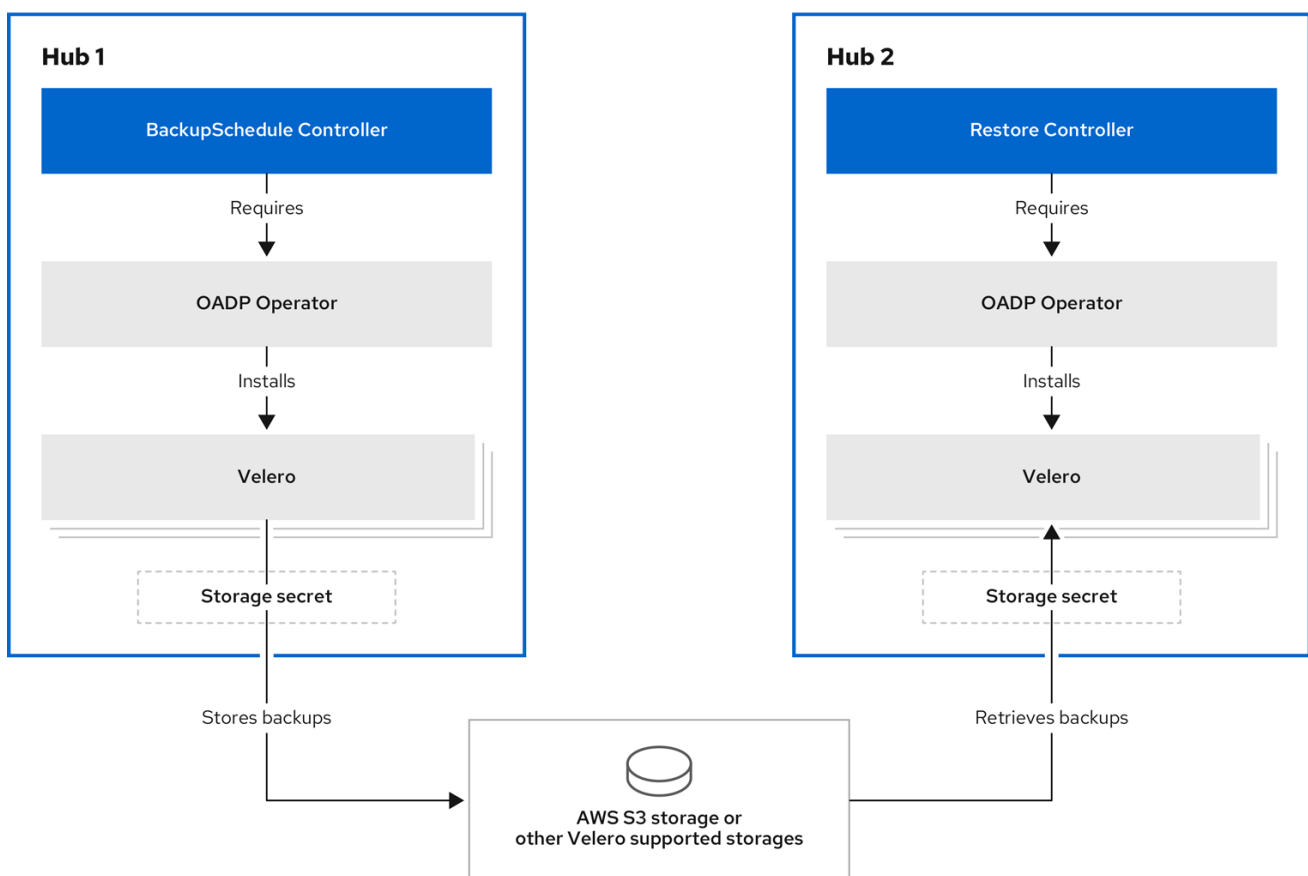 Hub 1
BackupSchedule Controller
Requires
OADP Operator
Installs
Velero
Storage secret
Stores backups
Hub 2
Restore Controller
Requires
OADP Operator
Installs
Velero
Storage secret
Retrieves backups
AWS S3 storage or
other Velero supported storages